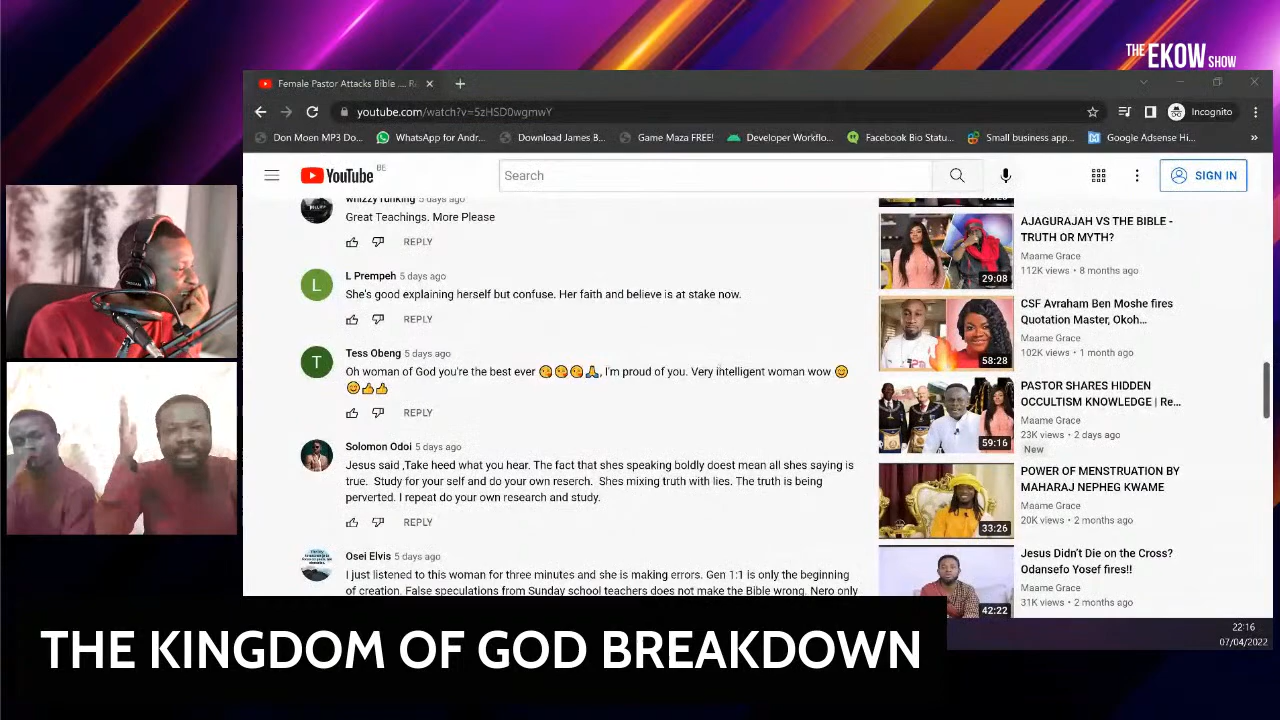 THE EKOW SHOW
Female Pastor Attacks Bible .... R
youtube.com/watch?v=5zHSD0wgmwY
Incognito
Don Moen MP3 Do...
WhatsApp for Andr...
Download James B...
Game Maza FREE!
Developer Workflo...
Facebook Bio Statu...
Small business app...
Google Adsense Hi...
»
YouTube BE
Search
SIGN IN
whizzy funking 5 days ago
Great Teachings. More Please
REPLY
L
L Prempeh 5 days ago
She's good explaining herself but confuse. Her faith and believe is at stake now.
REPLY
T
Tess Obeng 5 days ago
Oh woman of God you're the best ever 😋😋😋🙏, I'm proud of you. Very intelligent woman wow 😊
😊👍👍
REPLY
Solomon Odoi 5 days ago
Jesus said ,Take heed what you hear. The fact that shes speaking boldly doest mean all shes saying is
true. Study for your self and do your own reserch. Shes mixing truth with lies. The truth is being
perverted. I repeat do your own research and study.
REPLY
Osei Elvis 5 days ago
I just listened to this woman for three minutes and she is making errors. Gen 1:1 is only the beginning
of creation. False speculations from Sunday school teachers does not make the Bible wrong. Nero only
AJAGURAJAH VS THE BIBLE -
TRUTH OR MYTH?
Maame Grace
112K views • 8 months ago
29:08
CSF Avraham Ben Moshe fires
Quotation Master, Okoh...
Maame Grace
102K views • 1 month ago
58:28
PASTOR SHARES HIDDEN
OCCULTISM KNOWLEDGE | Re...
Maame Grace
23K views • 2 days ago
New
59:16
POWER OF MENSTRUATION BY
MAHARAJ NEPHEG KWAME
Maame Grace
20K views • 2 months ago
33:26
Jesus Didn't Die on the Cross?
Odansefo Yosef fires!!
Maame Grace
31K views • 2 months ago
42:22
22:16
07/04/2022
THE KINGDOM OF GOD BREAKDOWN